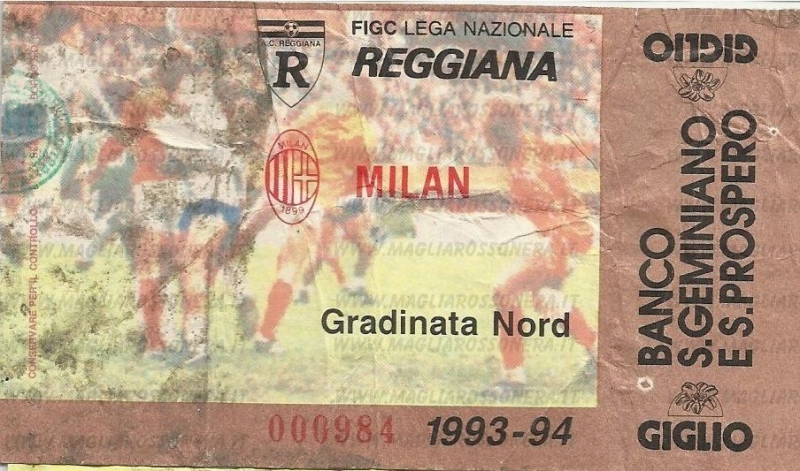 FIGC LEGA NAZIONALE
A.C. REGGIANA
R
REGGIANA
MILAN
1899
MILAN
Gradinata Nord
000984
1993-94
CONSERVARE PER IL CONTROLLO
GIGLIO
BANCO
S.GEMINIANO
E S.PROSPERO
GIGLIO
WWW.MAGLIAROSSONERA.IT